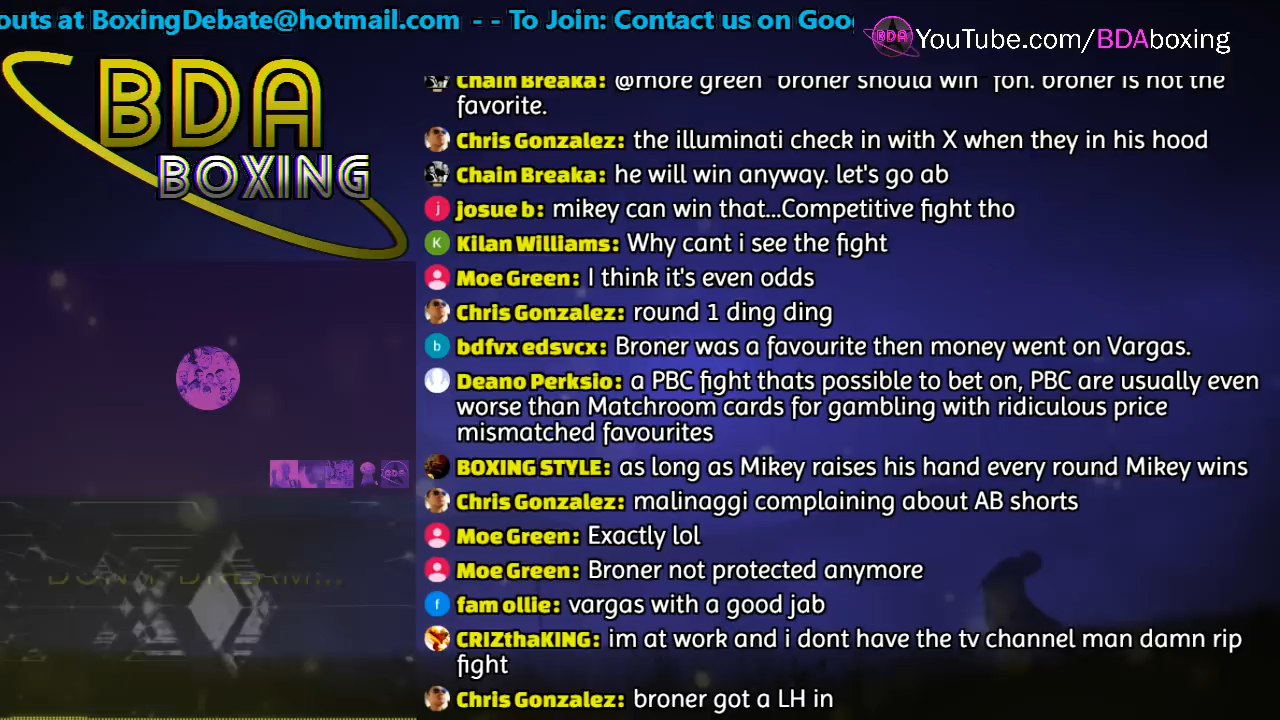 outs at BoxingDebate@hotmail.com - - To Join: Contact us on Goo
BDA YouTube.com/BDAboxing
BDA
BOXING
Chain Breaka: @more green "broner should win" foh. broner is not the
favorite.
Chris Gonzalez: the illuminati check in with X when they in his hood
Chain Breaka: he will win anyway. let's go ab
j josue b: mikey can win that...Competitive fight tho
K Kilan Williams: Why cant i see the fight
Moe Green: I think it's even odds
Chris Gonzalez: round 1 ding ding
b bdfvx edsvcx: Broner was a favourite then money went on Vargas.
Deano Perksio: a PBC fight thats possible to bet on, PBC are usually even
worse than Matchroom cards for gambling with ridiculous price
mismatched favourites
BOXING STYLE: as long as Mikey raises his hand every round Mikey wins
Chris Gonzalez: malinaggi complaining about AB shorts
BDA
Moe Green: Exactly lol
Moe Green: Broner not protected anymore
f fam ollie: vargas with a good jab
CRIZthaKING: im at work and i dont have the tv channel man damn rip
fight
Chris Gonzalez: broner got a LH in